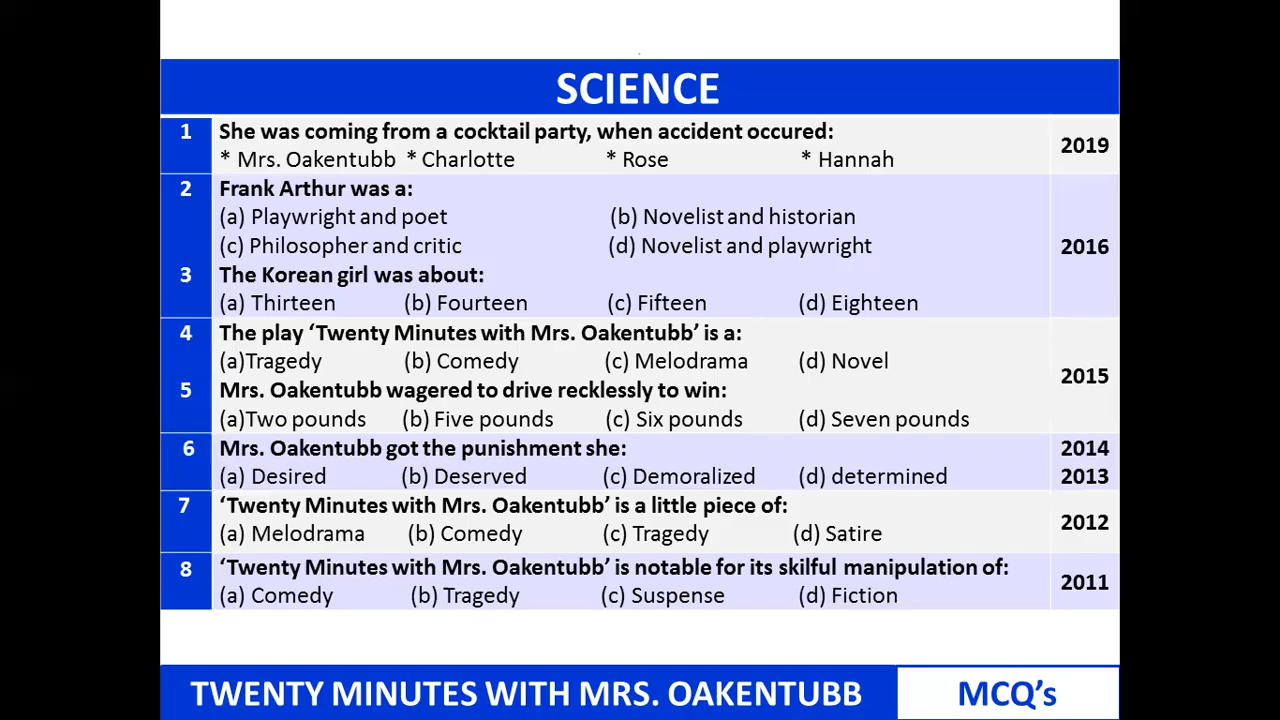 SCIENCE
1 She was coming from a cocktail party, when accident occured:
* Mrs. Oakentubb * Charlotte * Rose * Hannah
2019
2 Frank Arthur was a:
(a) Playwright and poet (b) Novelist and historian
(c) Philosopher and critic (d) Novelist and playwright
2016
3 The Korean girl was about:
(a) Thirteen (b) Fourteen (c) Fifteen (d) Eighteen
4 The play ‘Twenty Minutes with Mrs. Oakentubb’ is a:
(a)Tragedy (b) Comedy (c) Melodrama (d) Novel
2015
5 Mrs. Oakentubb wagered to drive recklessly to win:
(a)Two pounds (b) Five pounds (c) Six pounds (d) Seven pounds
6 Mrs. Oakentubb got the punishment she: 2014
(a) Desired (b) Deserved (c) Demoralized (d) determined 2013
7 ‘Twenty Minutes with Mrs. Oakentubb’ is a little piece of:
(a) Melodrama (b) Comedy (c) Tragedy (d) Satire
2012
8 ‘Twenty Minutes with Mrs. Oakentubb’ is notable for its skilful manipulation of:
(a) Comedy (b) Tragedy (c) Suspense (d) Fiction
2011
TWENTY MINUTES WITH MRS. OAKENTUBB MCQ’s